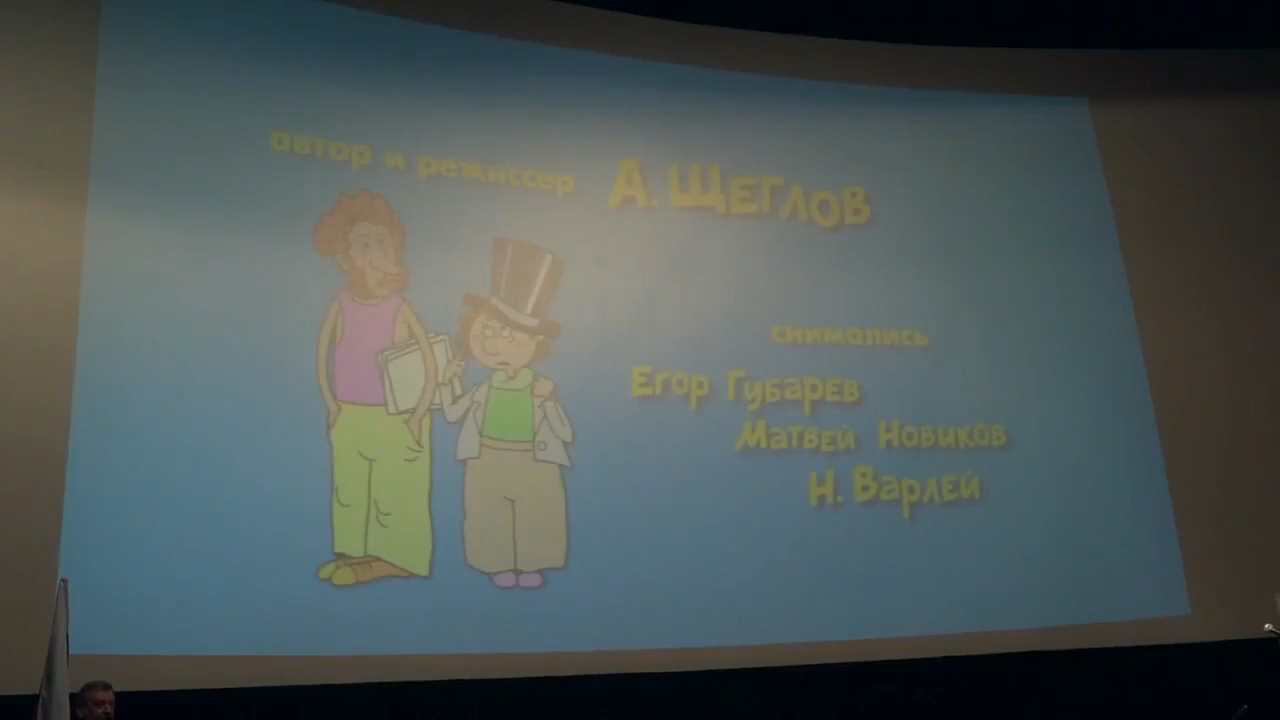 автор и режиссер А. ЩЕГЛОВ
снимались
ЕГОР ГУБАРЕВ
МАТВЕЙ НОВИКОВ
Н. ВАРЛЕЙ